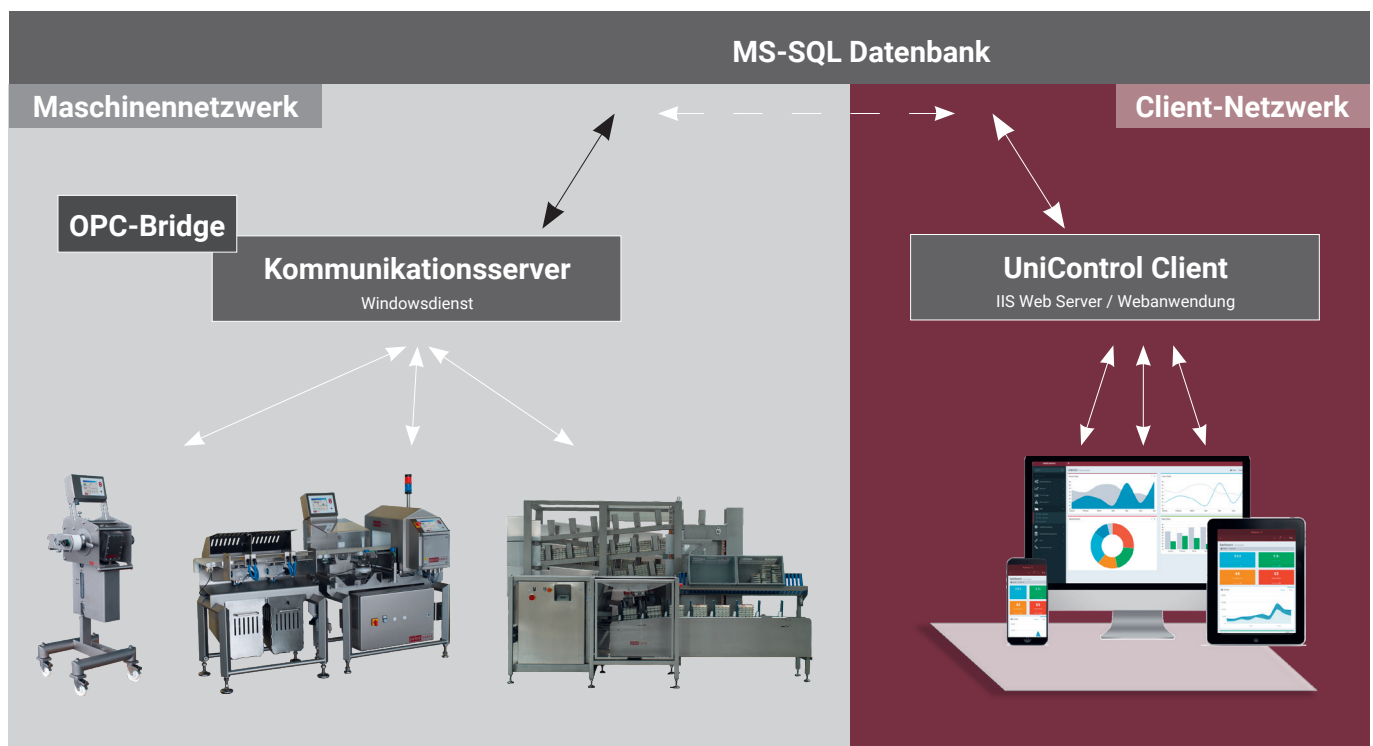 MS-SQL Datenbank
Maschinennetzwerk
Client-Netzwerk
OPC-Bridge
Kommunikationsserver
Windowsdienst
UniControl Client
IIS Web Server / Webanwendung